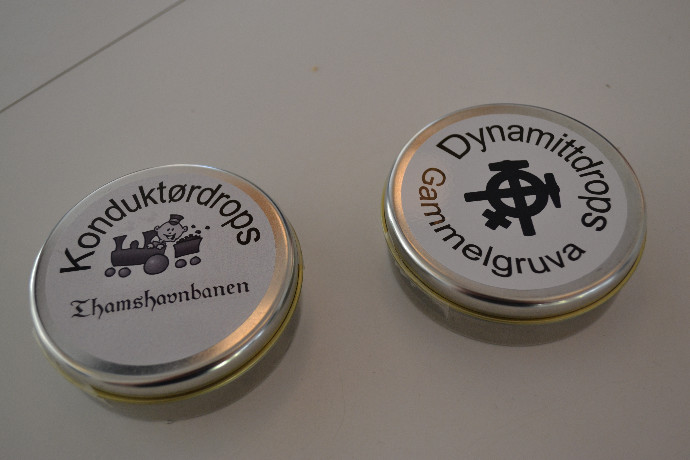 Konduktørdrops
Thamshavnbanen
Dynamittdrops
Gammelgruva